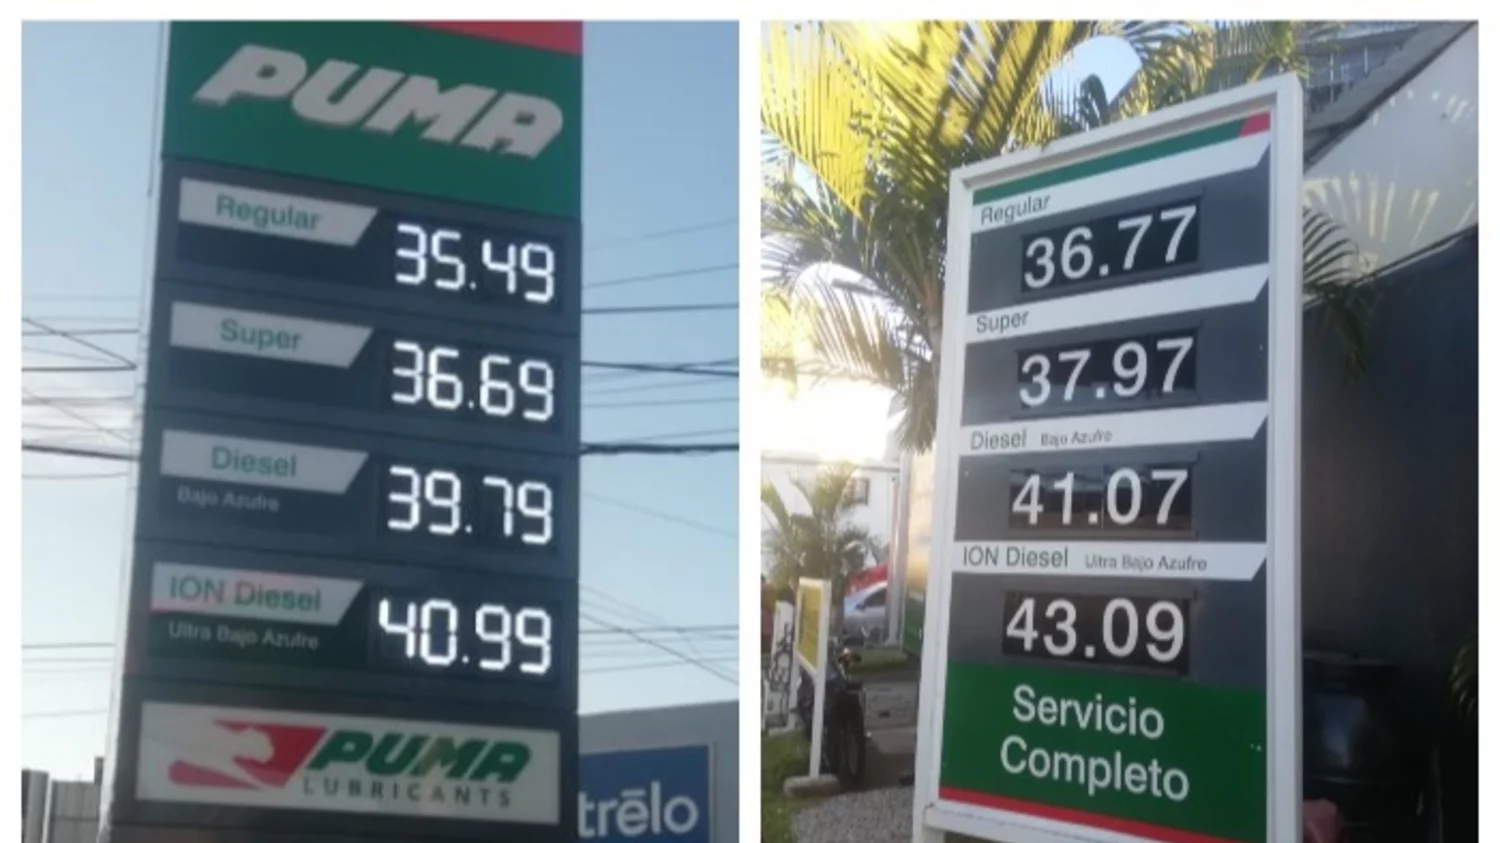 PUMA
Regular
35.49
Super
36.69
Diesel
Bajo Azufre
39.79
ION Diesel
Ultra Bajo Azufre
40.99
PUMA
LUBRICANTS
trēlo
Regular
36.77
Super
37.97
Diesel Bajo Azufre
41.07
ION Diesel Ultra Bajo Azufre
43.09
Servicio
Completo